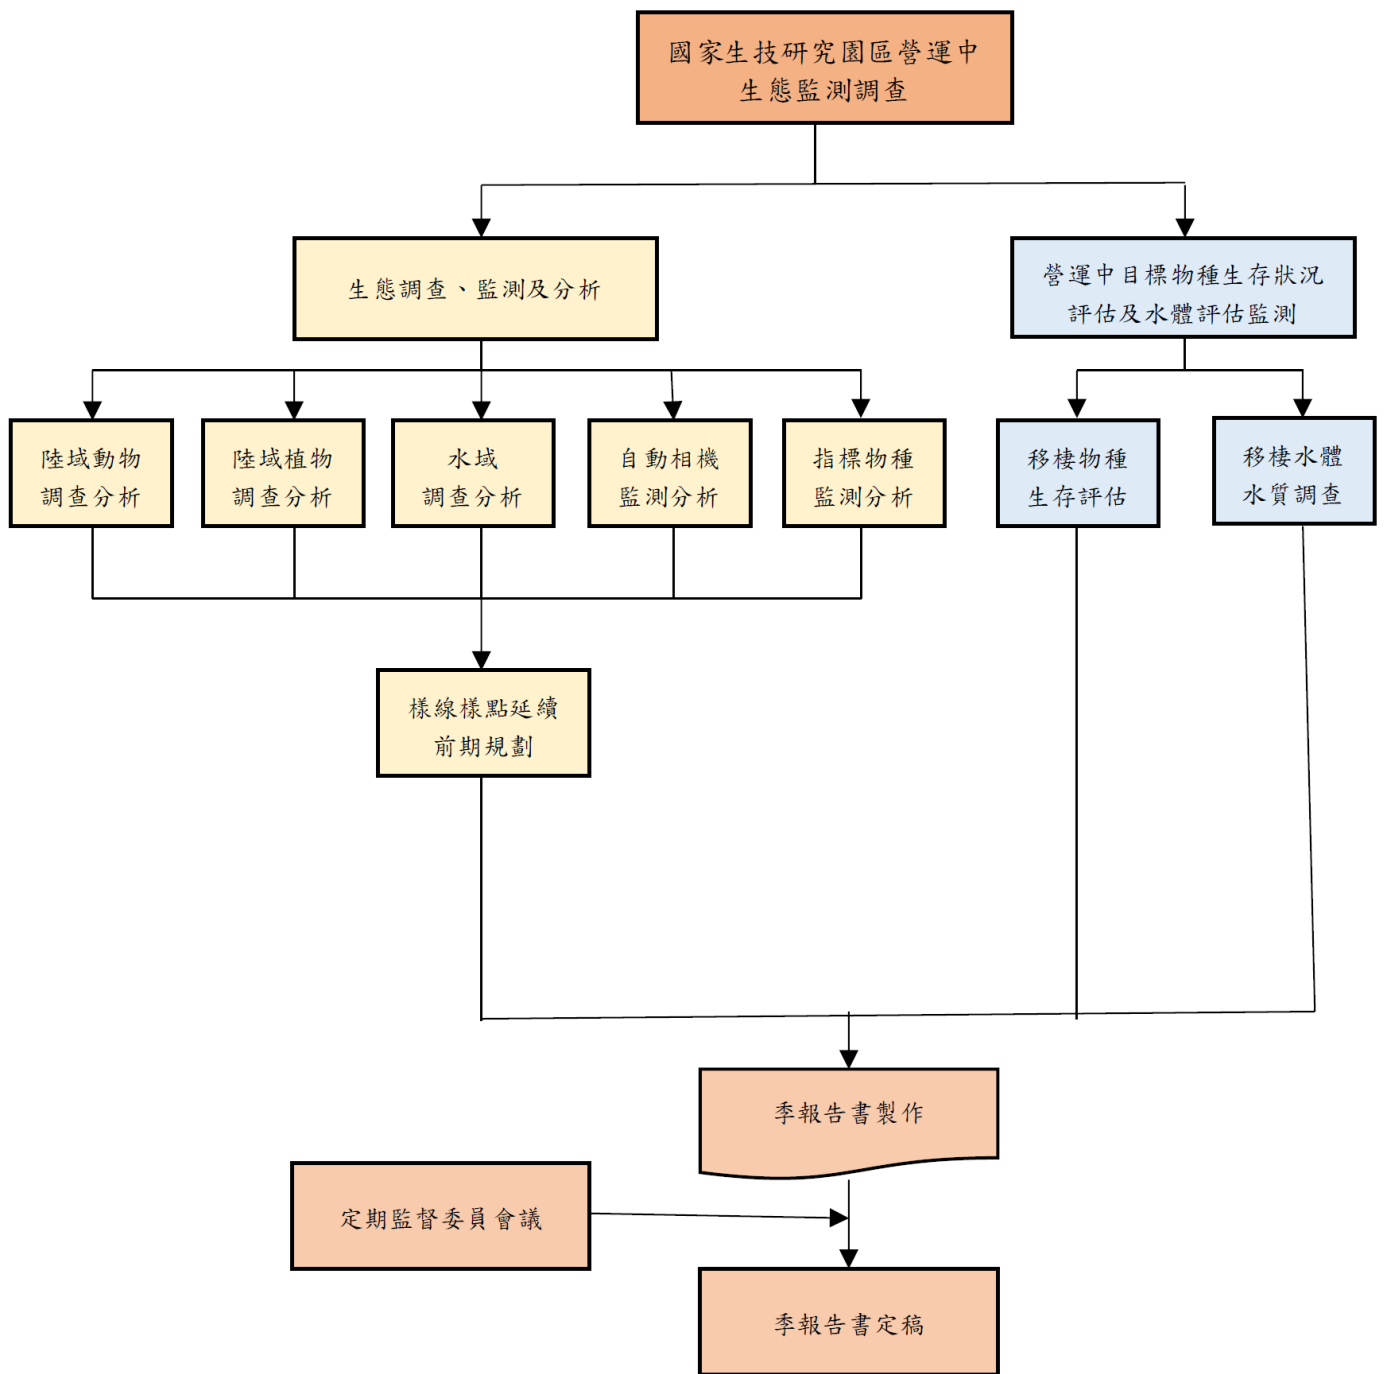 國家生技研究園區營運中
生態監測調查
生態調查、監測及分析
營運中目標物種生存狀況
評估及水體評估監測
陸域動物
調查分析
陸域植物
調查分析
水域
調查分析
自動相機
監測分析
指標物種
監測分析
移棲物種
生存評估
移棲水體
水質調查
樣線樣點延續
前期規劃
季報告書製作
定期監督委員會議
季報告書定稿